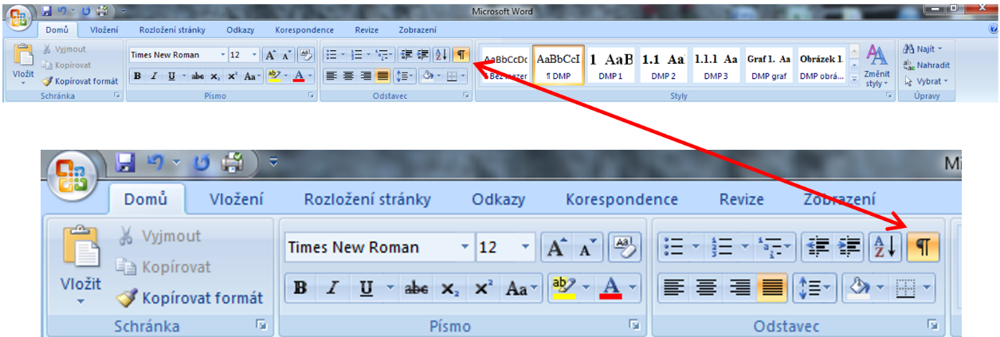 Microsoft Word
Domů Vložení Rozložení stránky Odkazy Korespondence Revize Zobrazení
Vložit
Vyjmout
Kopírovat
Kopírovat formát
Schránka
Times New Roman 12
B I U abc x₂ x² Aa ab A
Písmo
¶
Odstavec
AaBbCcDc AaBbCcI 1 AaB 1.1 Aa 1.1.1 Aa Graf 1. Aa Obrázek 1.
¶ DMP DMP 1 DMP 2 DMP 3 DMP graf DMP obrá...
Změnit
styly
Styly
Najít
Nahradit
Vybrat
Úpravy
Mi
Domů Vložení Rozložení stránky Odkazy Korespondence Revize Zobrazení
Vložit
Vyjmout
Kopírovat
Kopírovat formát
Schránka
Times New Roman 12 A A Aa
B I U abc x₂ x² Aa ab A
Písmo
A Z ¶
Odstavec